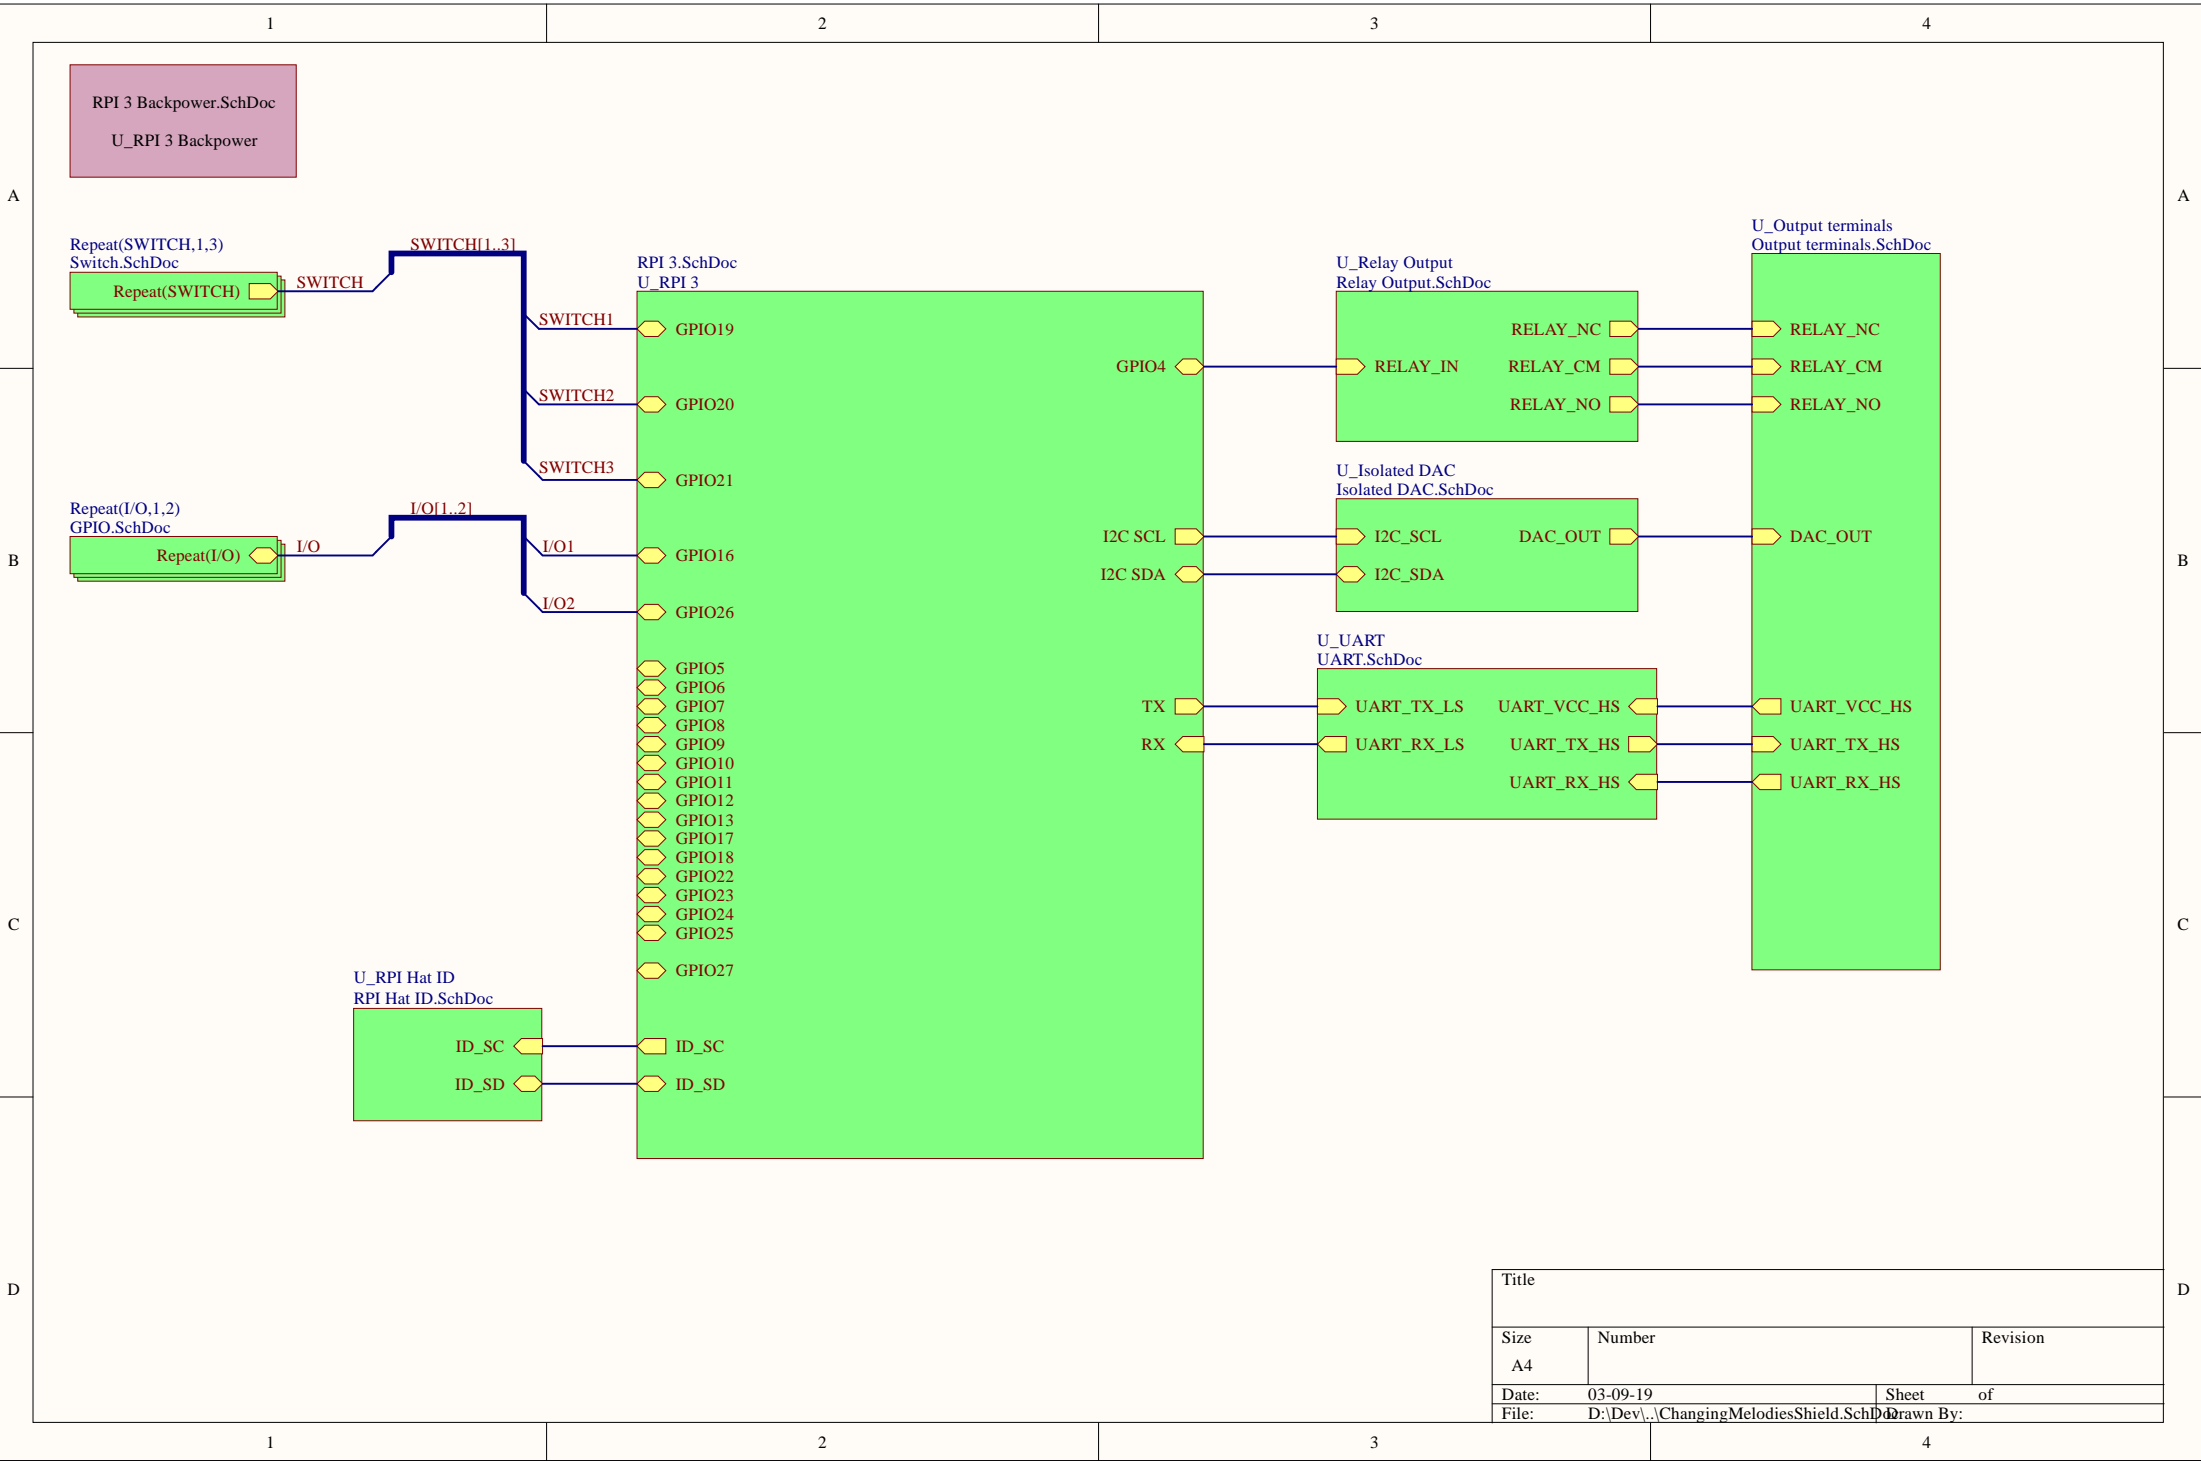 1 2 3 4
RPI 3 Backpower.SchDoc
U_RPI 3 Backpower
A A
Repeat(SWITCH,1,3)
Switch.SchDoc
Repeat(SWITCH)
SWITCH
SWITCH[1..3]
SWITCH1
SWITCH2
SWITCH3
Repeat(I/O,1,2)
GPIO.SchDoc
Repeat(I/O)
I/O
I/O[1..2]
I/O1
I/O2
B B
RPI 3.SchDoc
U_RPI 3
GPIO19
GPIO20
GPIO21
GPIO16
GPIO26
GPIO5
GPIO6
GPIO7
GPIO8
GPIO9
GPIO10
GPIO11
GPIO12
GPIO13
GPIO17
GPIO18
GPIO22
GPIO23
GPIO24
GPIO25
GPIO27
ID_SC
ID_SD
GPIO4
I2C SCL
I2C SDA
TX
RX
U_RPI Hat ID
RPI Hat ID.SchDoc
ID_SC
ID_SD
U_Relay Output
Relay Output.SchDoc
RELAY_IN
RELAY_NC
RELAY_CM
RELAY_NO
U_Isolated DAC
Isolated DAC.SchDoc
I2C_SCL DAC_OUT
I2C_SDA
U_UART
UART.SchDoc
UART_TX_LS UART_VCC_HS
UART_RX_LS UART_TX_HS
UART_RX_HS
U_Output terminals
Output terminals.SchDoc
RELAY_NC
RELAY_CM
RELAY_NO
DAC_OUT
UART_VCC_HS
UART_TX_HS
UART_RX_HS
C C
D D
Title
Size Number Revision
A4
Date: 03-09-19 Sheet of
File: D:\Dev\..\ChangingMelodiesShield.SchDoc Drawn By:
1 2 3 4